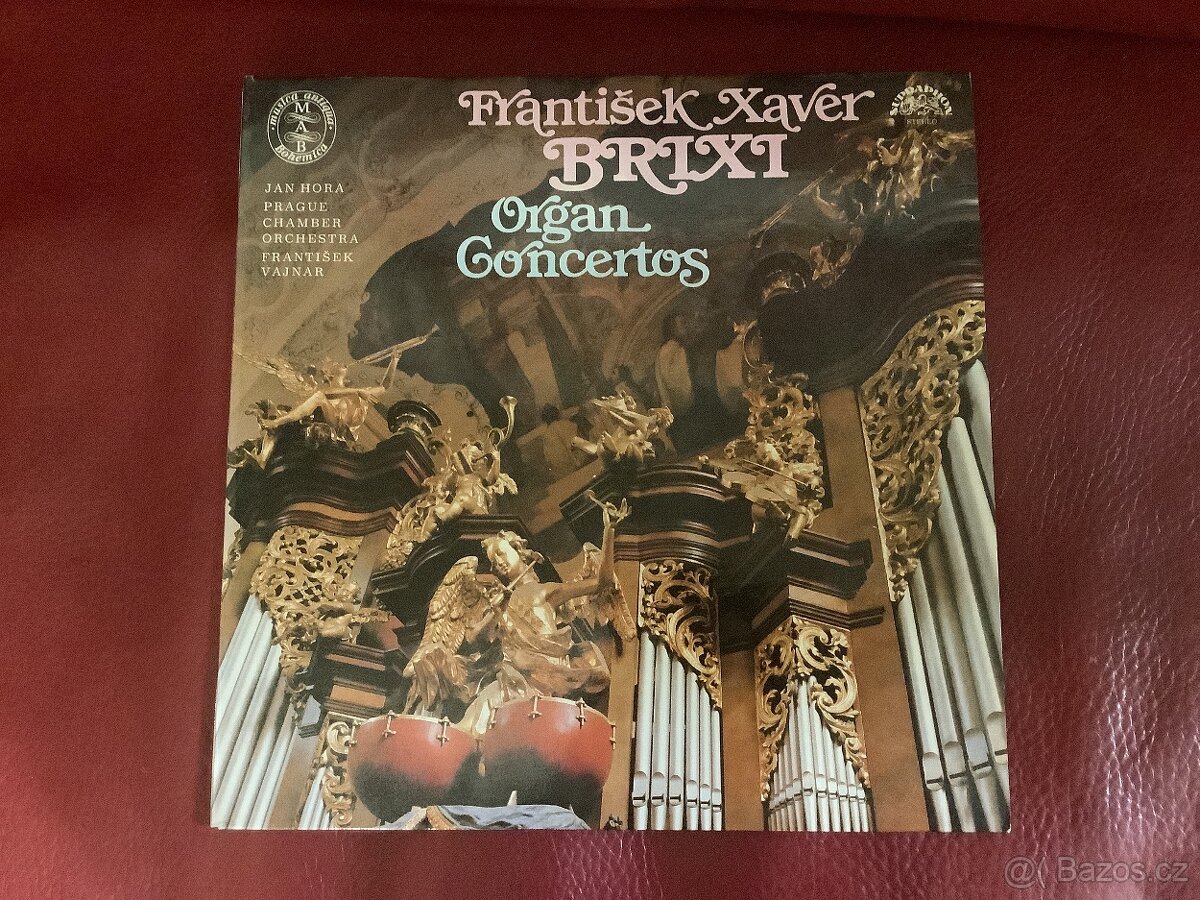 musica antiqua
M
A
B
Bohemica
JAN HORA
PRAGUE
CHAMBER
ORCHESTRA
FRANTIŠEK
VAJNAR
František Xaver
BRIXI
Organ
Concertos
SUPRAPHON
STEREO
Bazos.cz